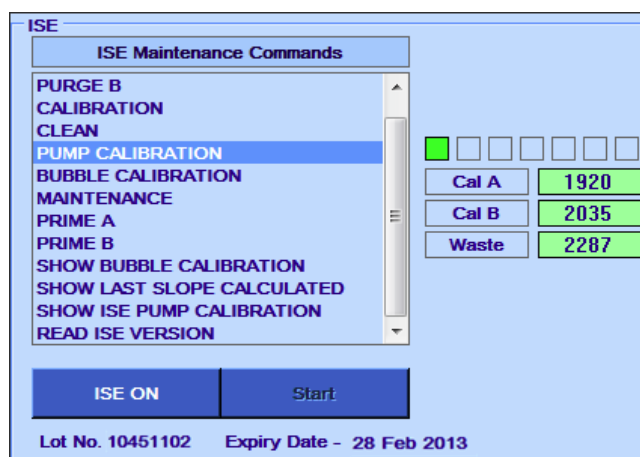 ISE
ISE Maintenance Commands
PURGE B
CALIBRATION
CLEAN
PUMP CALIBRATION
BUBBLE CALIBRATION
MAINTENANCE
PRIME A
PRIME B
SHOW BUBBLE CALIBRATION
SHOW LAST SLOPE CALCULATED
SHOW ISE PUMP CALIBRATION
READ ISE VERSION
Cal A 1920
Cal B 2035
Waste 2287
ISE ON Start
Lot No. 10451102 Expiry Date - 28 Feb 2013